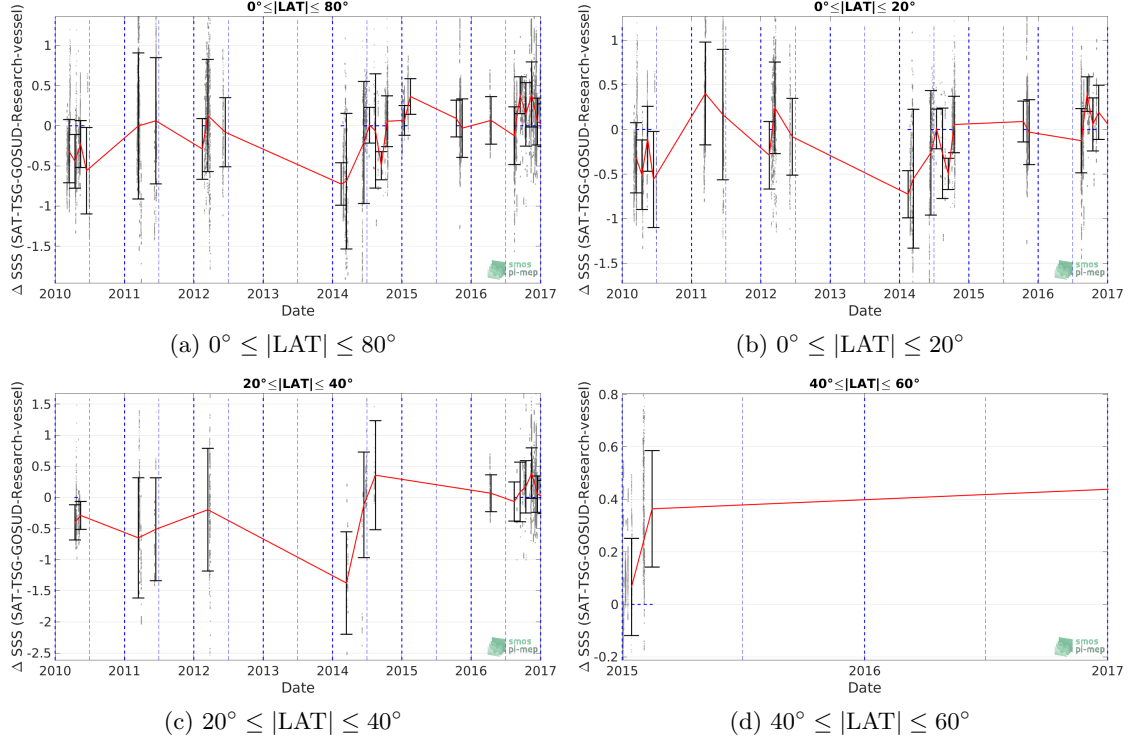 0°≤|LAT|≤ 80°
Δ SSS (SAT-TSG-GOSUD-Research-vessel)
1
0.5
0
-0.5
-1
-1.5
smos
pi-mep
2010 2011 2012 2013 2014 2015 2016 2017
Date
(a) 0° ≤ |LAT| ≤ 80°
0°≤|LAT|≤ 20°
Δ SSS (SAT-TSG-GOSUD-Research-vessel)
1
0.5
0
-0.5
-1
-1.5
smos
pi-mep
2010 2011 2012 2013 2014 2015 2016 2017
Date
(b) 0° ≤ |LAT| ≤ 20°
20°≤|LAT|≤ 40°
Δ SSS (SAT-TSG-GOSUD-Research-vessel)
1.5
1
0.5
0
-0.5
-1
-1.5
-2
-2.5
smos
pi-mep
2010 2011 2012 2013 2014 2015 2016 2017
Date
(c) 20° ≤ |LAT| ≤ 40°
40°≤|LAT|≤ 60°
Δ SSS (SAT-TSG-GOSUD-Research-vessel)
0.8
0.6
0.4
0.2
0
-0.2
smos
pi-mep
2015 2016 2017
Date
(d) 40° ≤ |LAT| ≤ 60°